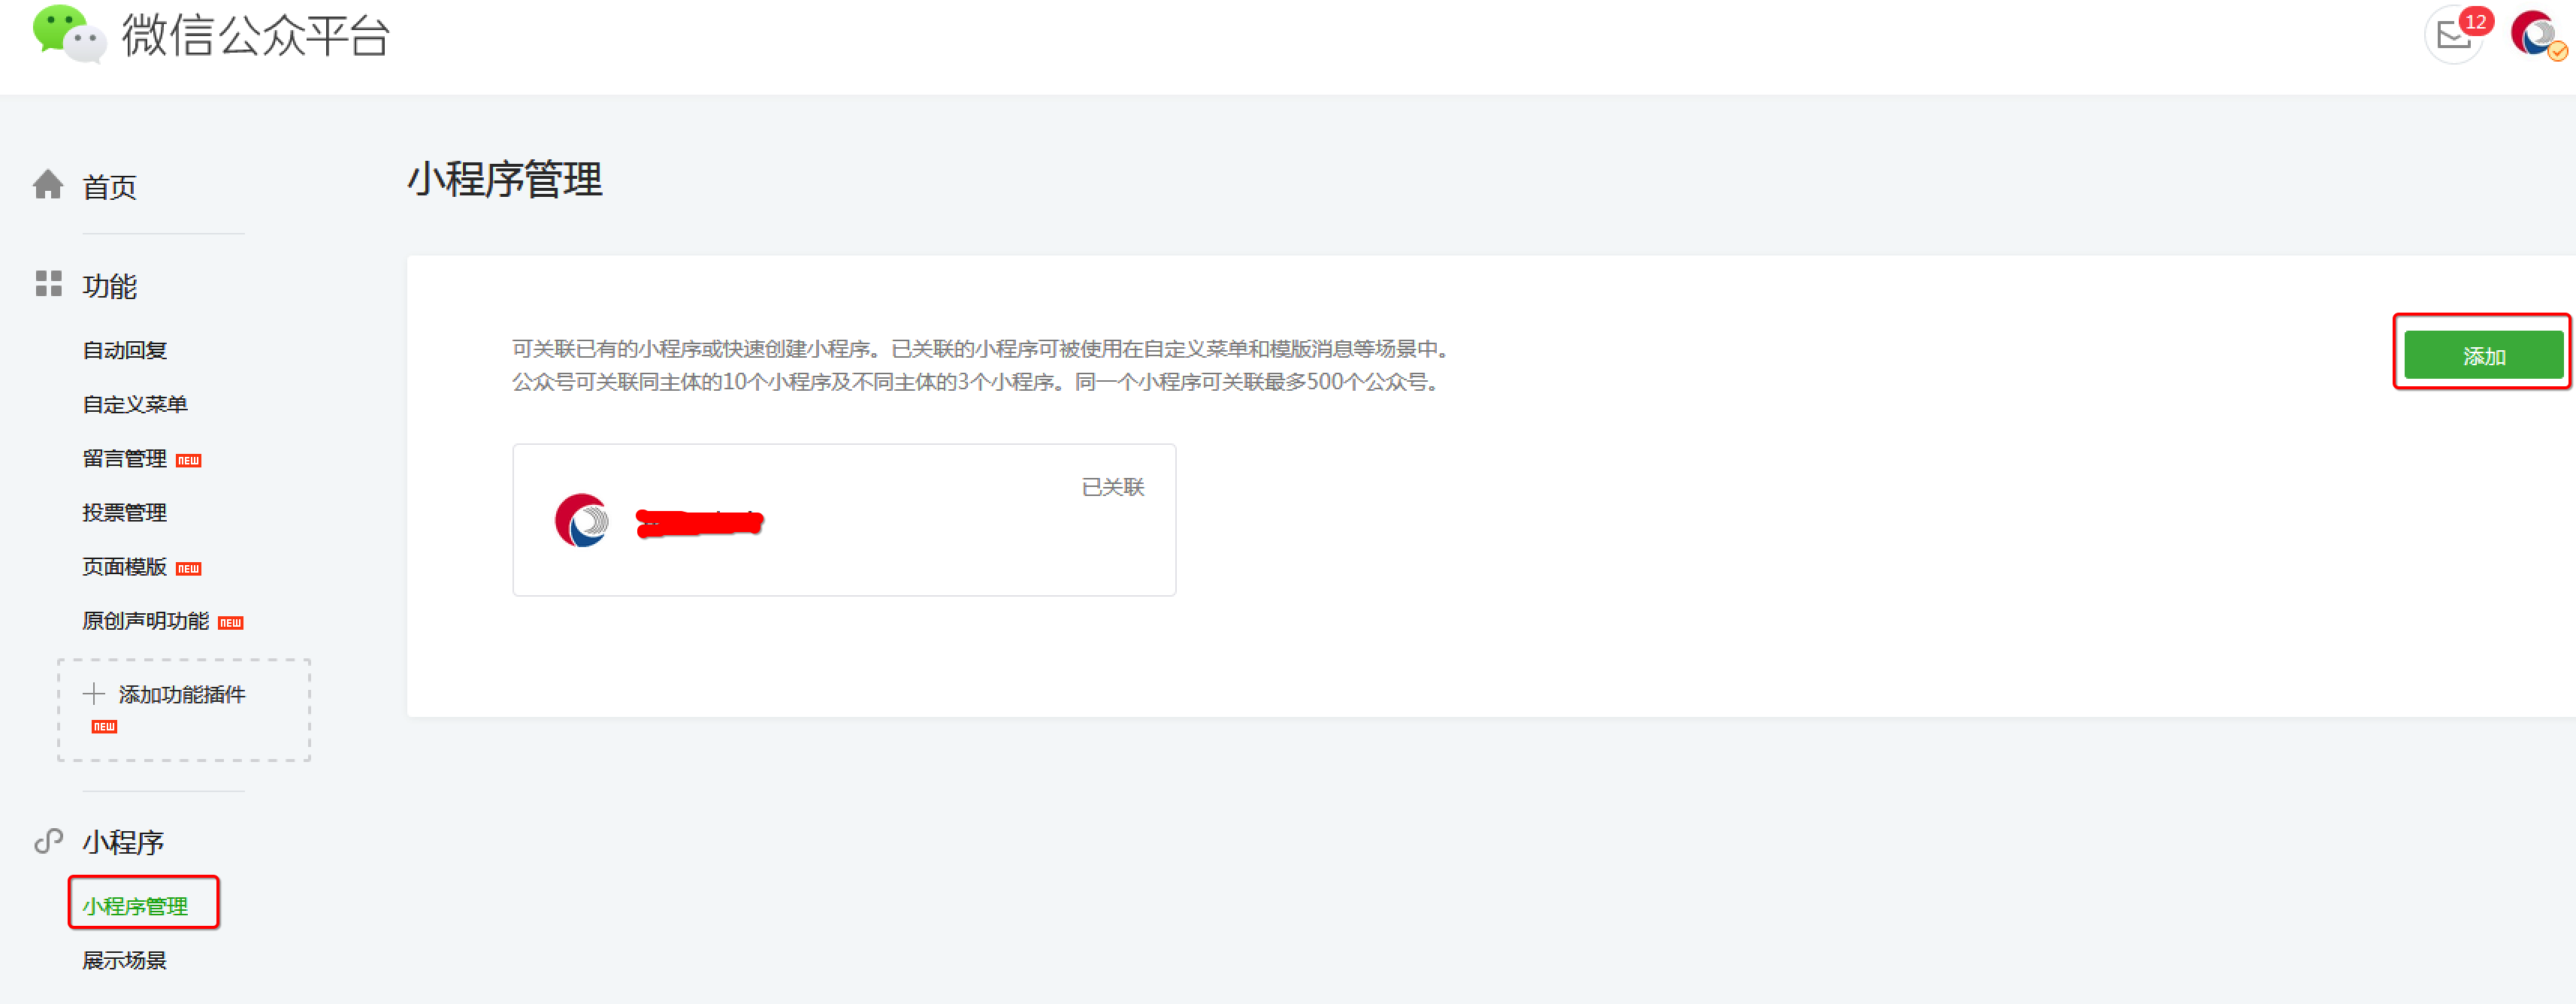 微信公众平台
12
首页
功能
自动回复
自定义菜单
留言管理 NEW
投票管理
页面模版 NEW
原创声明功能 NEW
添加功能插件
NEW
小程序
小程序管理
展示场景
小程序管理
可关联已有的小程序或快速创建小程序。已关联的小程序可被使用在自定义菜单和模版消息等场景中。
公众号可关联同主体的10个小程序及不同主体的3个小程序。同一个小程序可关联最多500个公众号。
添加
已关联